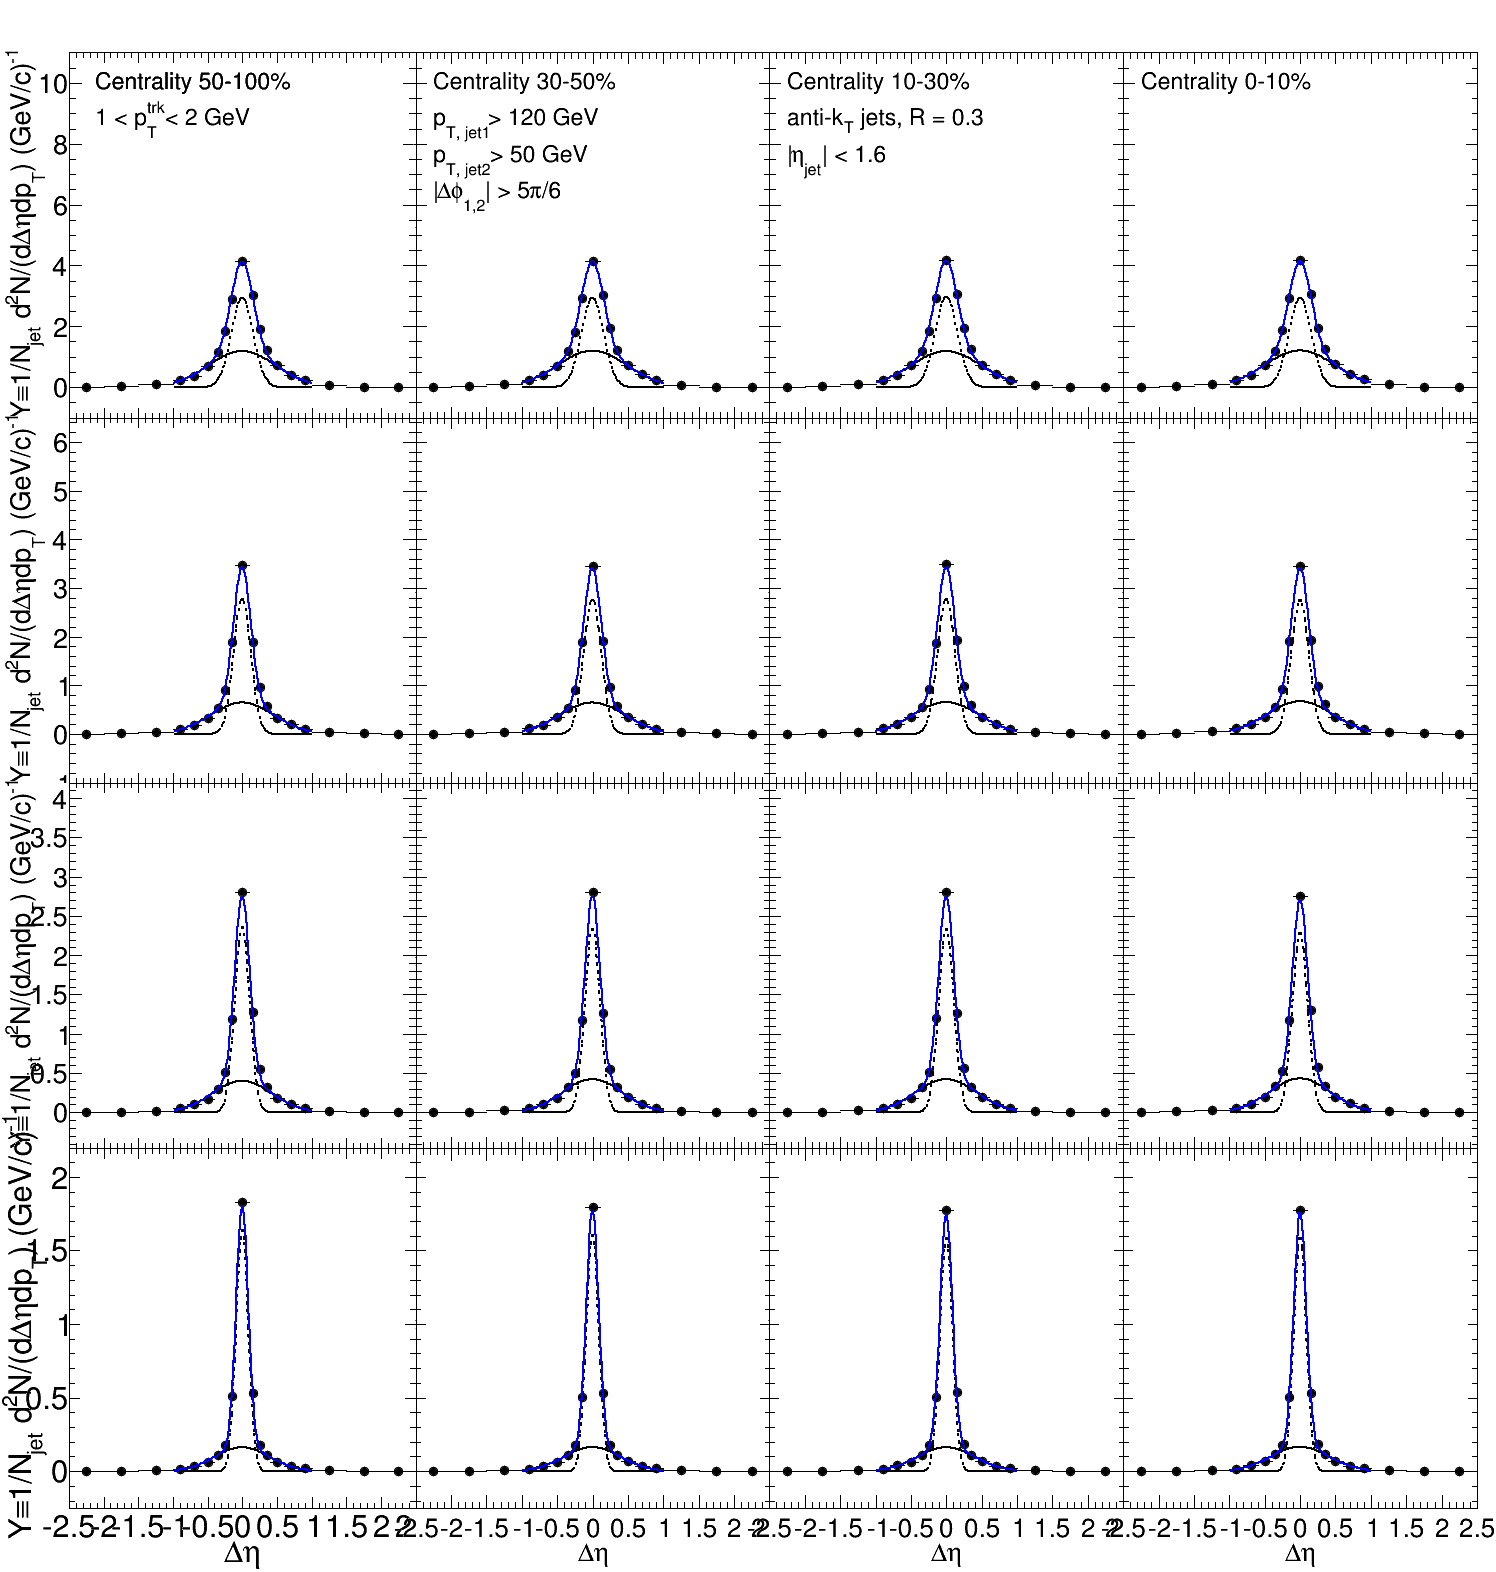 Centrality 50-100%
1 < p_T^trk < 2 GeV
Centrality 30-50%
p_T, jet1 > 120 GeV
p_T, jet2 > 50 GeV
|Δϕ_1,2| > 5π/6
Centrality 10-30%
anti-k_T jets, R = 0.3
|η_jet| < 1.6
Centrality 0-10%
Y≡1/N_jet d²N/(dΔηdp_T) (GeV/c)⁻¹
10
8
6
4
2
0
Y≡1/N_jet d²N/(dΔηdp_T) (GeV/c)⁻¹
6
5
4
3
2
1
0
Y≡1/N_jet d²N/(dΔηdp_T) (GeV/c)⁻¹
4
3.5
3
2.5
2
1.5
1
0.5
0
Y≡1/N_jet d²N/(dΔηdp_T) (GeV/c)⁻¹
2
1.5
1
0.5
0
-2.5 -2 -1.5 -1 -0.5 0 0.5 1 1.5 2 2.5 -2 -1.5 -1 -0.5 0 0.5 1 1.5 2 -2.5 -2 -1.5 -1 -0.5 0 0.5 1 1.5 2 -2.5 -2 -1.5 -1 -0.5 0 0.5 1 1.5 2 2.5
Δη Δη Δη Δη